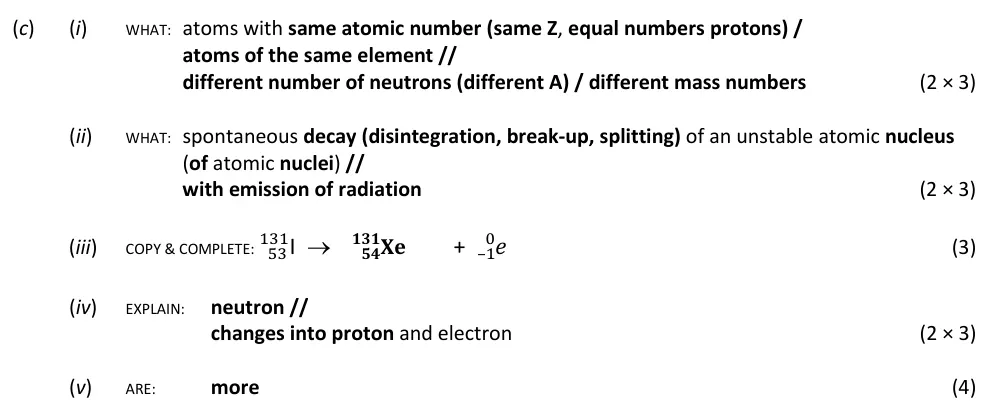 (c) (i) WHAT: atoms with same atomic number (same Z, equal numbers protons) /
atoms of the same element //
different number of neutrons (different A) / different mass numbers (2 × 3)
(ii) WHAT: spontaneous decay (disintegration, break-up, splitting) of an unstable atomic nucleus
(of atomic nuclei) //
with emission of radiation (2 × 3)
(iii) COPY & COMPLETE: ¹³¹₅₃I → ¹³¹₅₄Xe + ⁰₋₁e (3)
(iv) EXPLAIN: neutron //
changes into proton and electron (2 × 3)
(v) ARE: more (4)